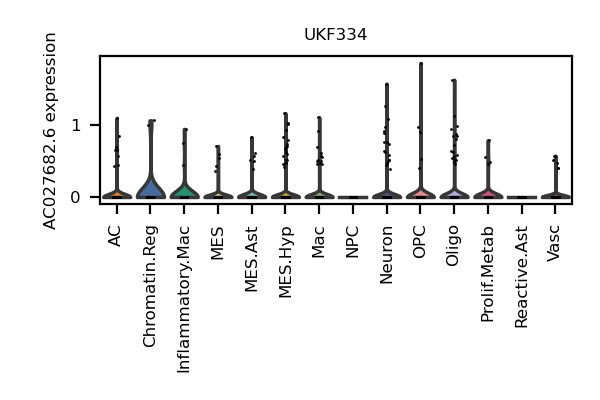 UKF334
AC027682.6 expression
1
0
AC
Chromatin.Reg
Inflammatory.Mac
MES
MES.Ast
MES.Hyp
Mac
NPC
Neuron
OPC
Oligo
Prolif.Metab
Reactive.Ast
Vasc